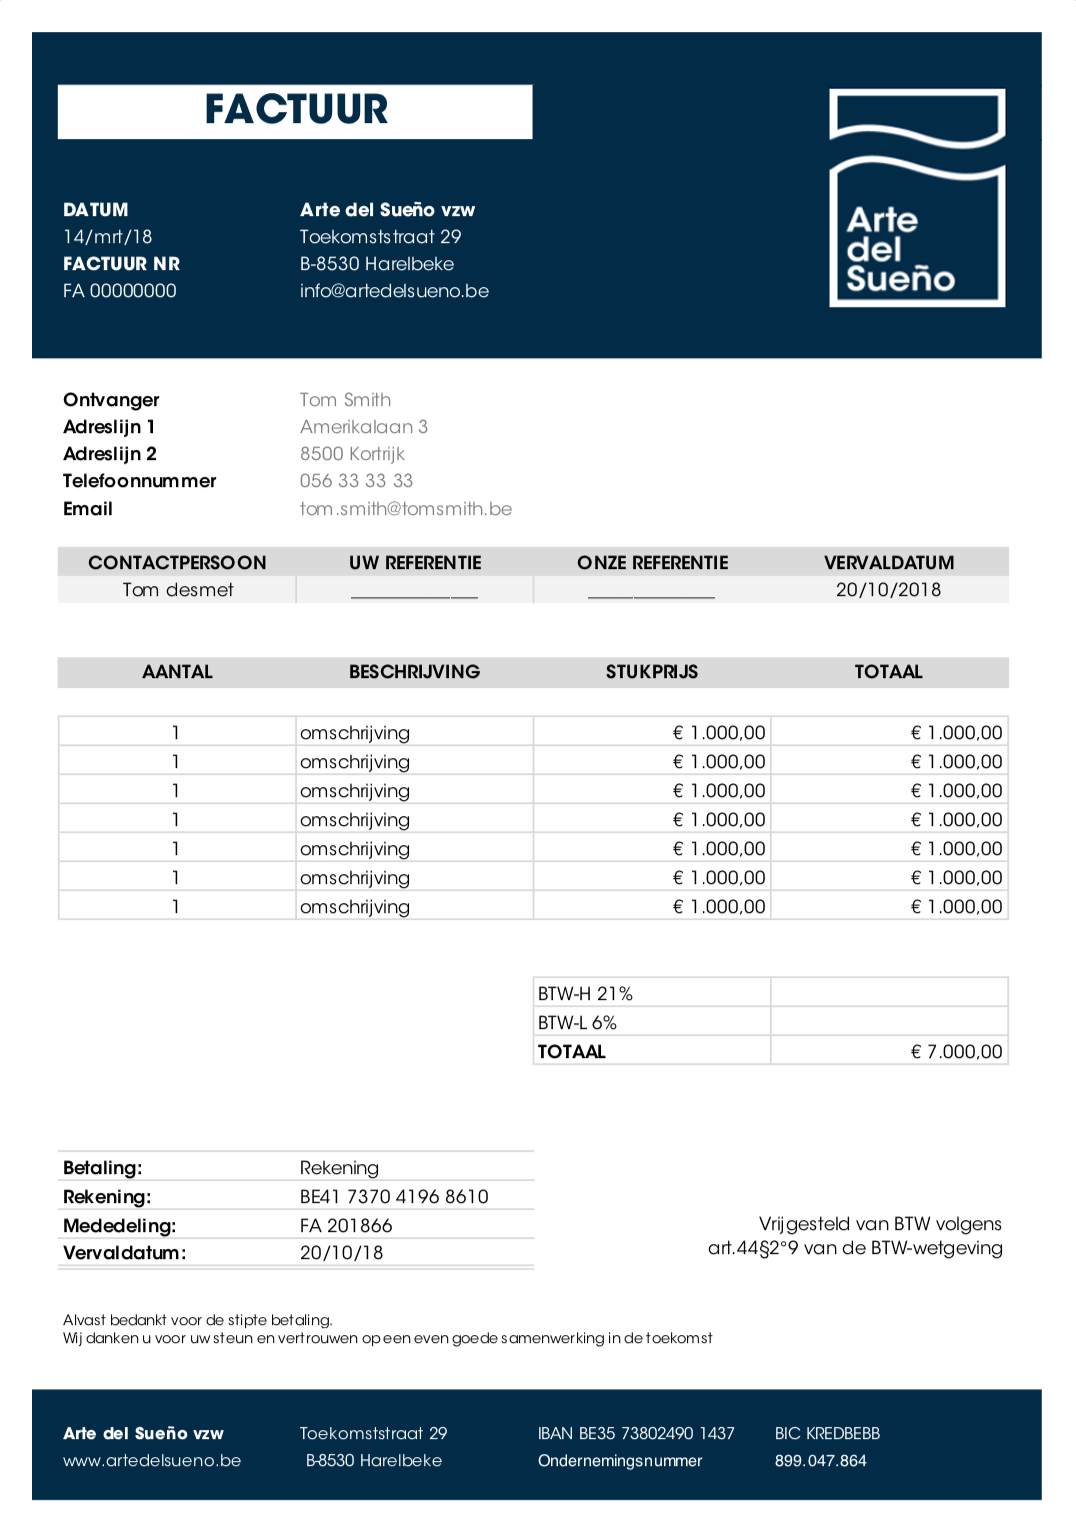 FACTUUR
Arte
del
Sueño
DATUM Arte del Sueño vzw
14/mrt/18 Toekomststraat 29
FACTUUR NR B-8530 Harelbeke
FA 00000000 info@artedelsueno.be
Ontvanger Tom Smith
Adreslijn 1 Amerikalaan 3
Adreslijn 2 8500 Kortrijk
Telefoonnummer 056 33 33 33
Email tom.smith@tomsmith.be
CONTACTPERSOON UW REFERENTIE ONZE REFERENTIE VERVALDATUM
Tom desmet ______________ ______________ 20/10/2018
AANTAL BESCHRIJVING STUKPRIJS TOTAAL
1 omschrijving € 1.000,00 € 1.000,00
1 omschrijving € 1.000,00 € 1.000,00
1 omschrijving € 1.000,00 € 1.000,00
1 omschrijving € 1.000,00 € 1.000,00
1 omschrijving € 1.000,00 € 1.000,00
1 omschrijving € 1.000,00 € 1.000,00
1 omschrijving € 1.000,00 € 1.000,00
BTW-H 21%
BTW-L 6%
TOTAAL € 7.000,00
Betaling: Rekening
Rekening: BE41 7370 4196 8610
Mededeling: FA 201866
Vervaldatum: 20/10/18
Vrijgesteld van BTW volgens
art.44§2°9 van de BTW-wetgeving
Alvast bedankt voor de stipte betaling.
Wij danken u voor uw steun en vertrouwen op een even goede samenwerking in de toekomst
Arte del Sueño vzw Toekomststraat 29 IBAN BE35 73802490 1437 BIC KREDBEBB
www.artedelsueno.be B-8530 Harelbeke Ondernemingsnummer 899.047.864